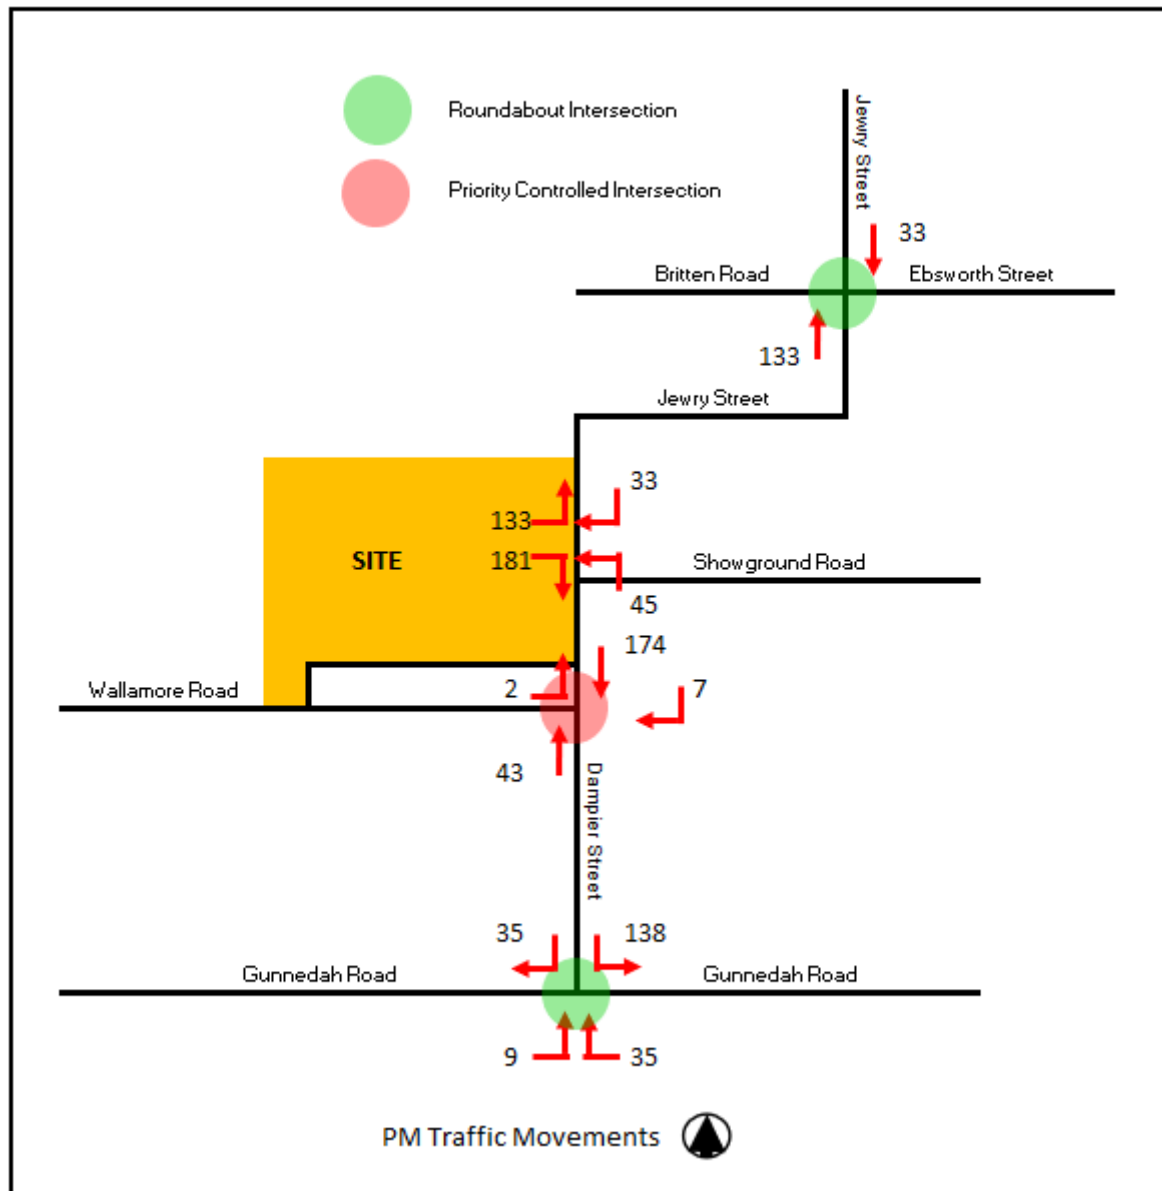 Roundabout Intersection
Priority Controlled Intersection
Jewry Street
33
Britten Road
Ebsworth Street
133
Jewry Street
33
133
SITE
181
Showground Road
45
174
Wallamore Road
2
7
43
Dampier Street
35
138
Gunnedah Road
Gunnedah Road
9
35
PM Traffic Movements